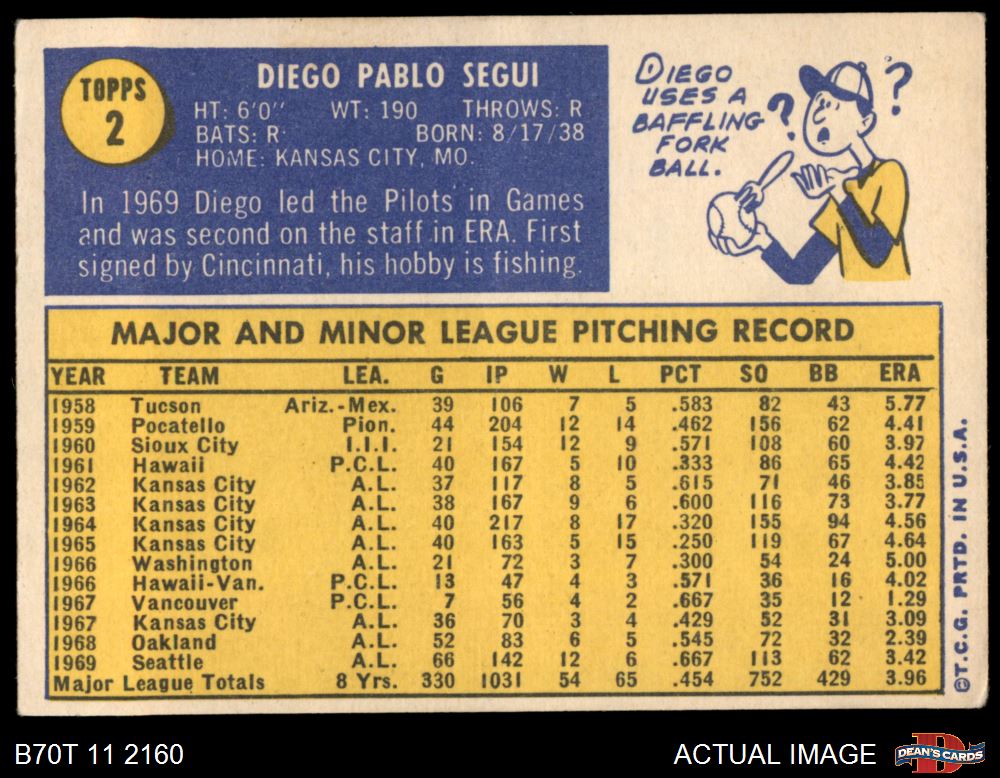 TOPPS
2
DIEGO PABLO SEGUI
HT: 6'0" WT: 190 THROWS: R
BATS: R BORN: 8/17/38
HOME: KANSAS CITY, MO.
In 1969 Diego led the Pilots in Games
and was second on the staff in ERA. First
signed by Cincinnati, his hobby is fishing.
DIEGO
USES A
BAFFLING
FORK
BALL.
? ?
MAJOR AND MINOR LEAGUE PITCHING RECORD
YEAR TEAM LEA. G IP W L PCT SO BB ERA
1958 Tucson Ariz.-Mex. 39 106 7 5 .583 82 43 5.77
1959 Pocatello Pion. 44 204 12 14 .462 156 62 4.41
1960 Sioux City I.I.I. 21 154 12 9 .571 108 60 3.97
1961 Hawaii P.C.L. 40 167 5 10 .333 86 65 4.42
1962 Kansas City A.L. 37 117 8 5 .615 71 46 3.85
1963 Kansas City A.L. 38 167 9 6 .600 116 73 3.77
1964 Kansas City A.L. 40 217 8 17 .320 155 94 4.56
1965 Kansas City A.L. 40 163 5 15 .250 119 67 4.64
1966 Washington A.L. 21 72 3 7 .300 54 24 5.00
1966 Hawaii-Van. P.C.L. 13 47 4 3 .571 36 16 4.02
1967 Vancouver P.C.L. 7 56 4 2 .667 35 12 1.29
1967 Kansas City A.L. 36 70 3 4 .429 52 31 3.09
1968 Oakland A.L. 52 83 6 5 .545 72 32 2.39
1969 Seattle A.L. 66 142 12 6 .667 113 62 3.42
Major League Totals 8 Yrs. 330 1031 54 65 .454 752 429 3.96
©T.C.G. PRTD. IN U.S.A.
B70T 11 2160
ACTUAL IMAGE
DEAN'S CARDS